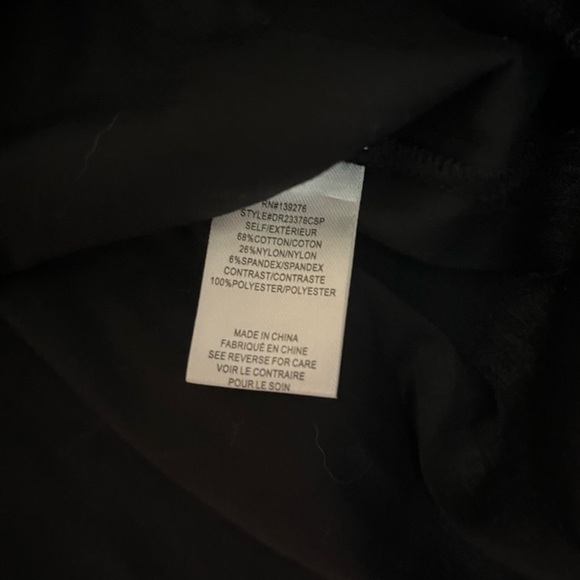 RN#139276
STYLE#DR23378CSP
SELF/EXTÉRIEUR
68%COTTON/COTON
26%NYLON/NYLON
6%SPANDEX/SPANDEX
CONTRAST/CONTRASTE
100%POLYESTER/POLYESTER
MADE IN CHINA
FABRIQUÉ EN CHINE
SEE REVERSE FOR CARE
VOIR LE CONTRAIRE
POUR LE SOIN